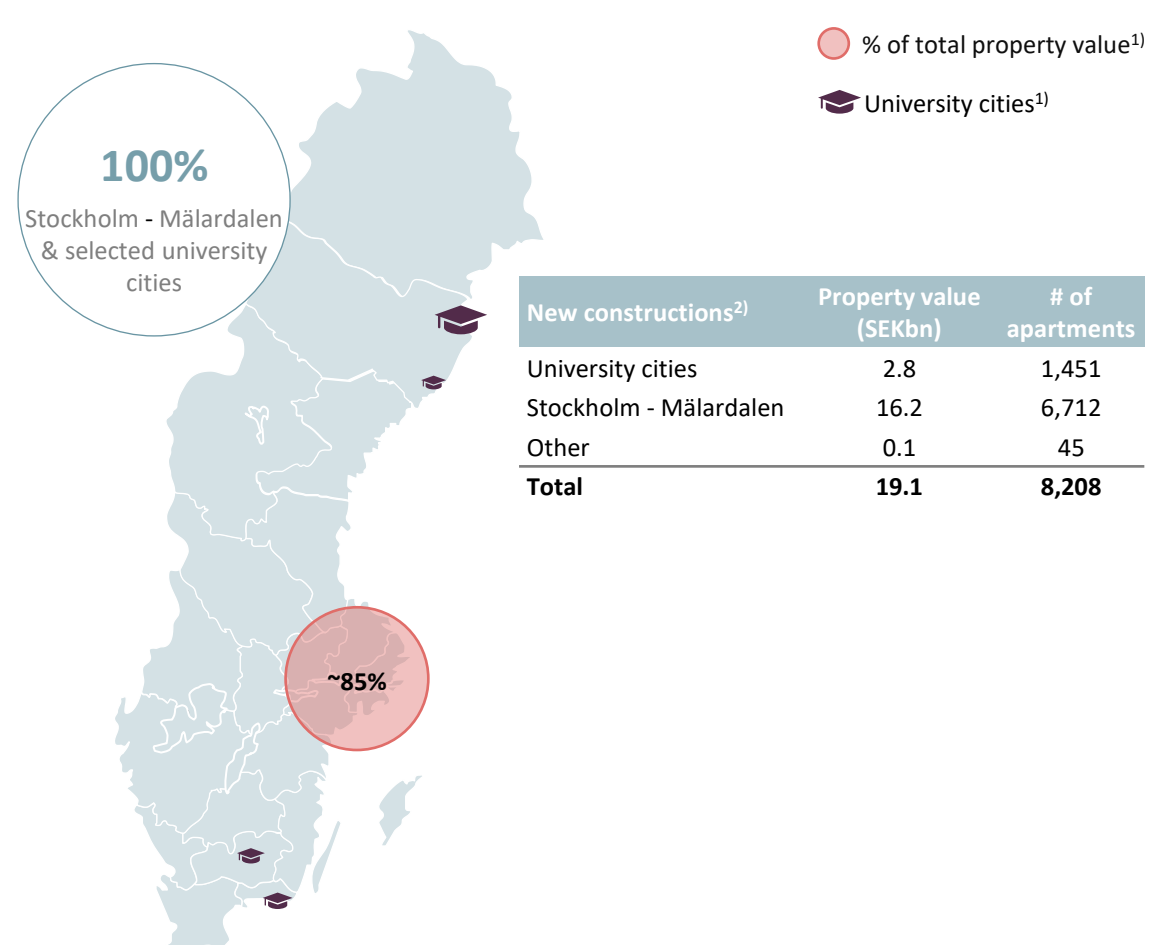 % of total property value1)
University cities1)
100%
Stockholm - Mälardalen
& selected university
cities
New constructions2) Property value (SEKbn) # of apartments
University cities 2.8 1,451
Stockholm - Mälardalen 16.2 6,712
Other 0.1 45
Total 19.1 8,208
~85%